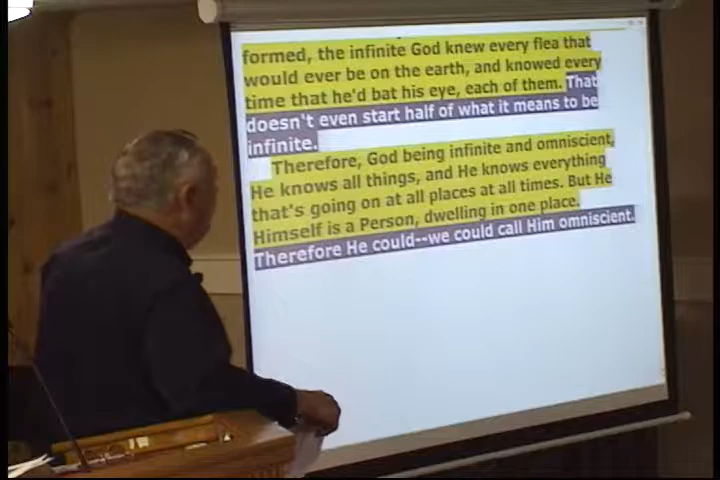 formed, the infinite God knew every flea that
would ever be on the earth, and knowed every
time that he'd bat his eye, each of them. That
doesn't even start half of what it means to be
infinite.
Therefore, God being infinite and omniscient,
He knows all things, and He knows everything
that's going on at all places at all times. But He
Himself is a Person, dwelling in one place.
Therefore He could--we could call Him omniscient.